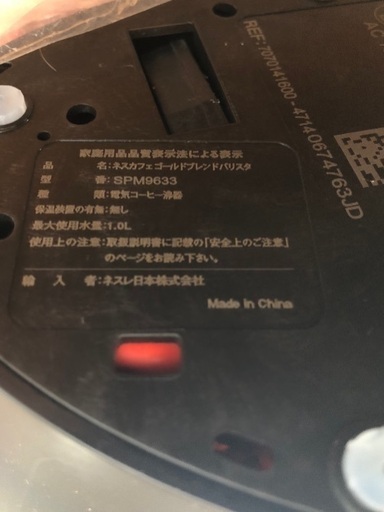 REF: 7070141600 - 4714 067A763JD
家庭用品品質表示法による表示
品　名：ネスカフェ ゴールドブレンド バリスタ
型　番：SPM9633
種　類：電気コーヒー沸器
保温装置の有無：無し
最大使用水量：1.0L
使用上の注意：取扱説明書に記載の「安全上のご注意」
のページをお読み下さい。
輸　入　者：ネスレ日本株式会社
Made in China